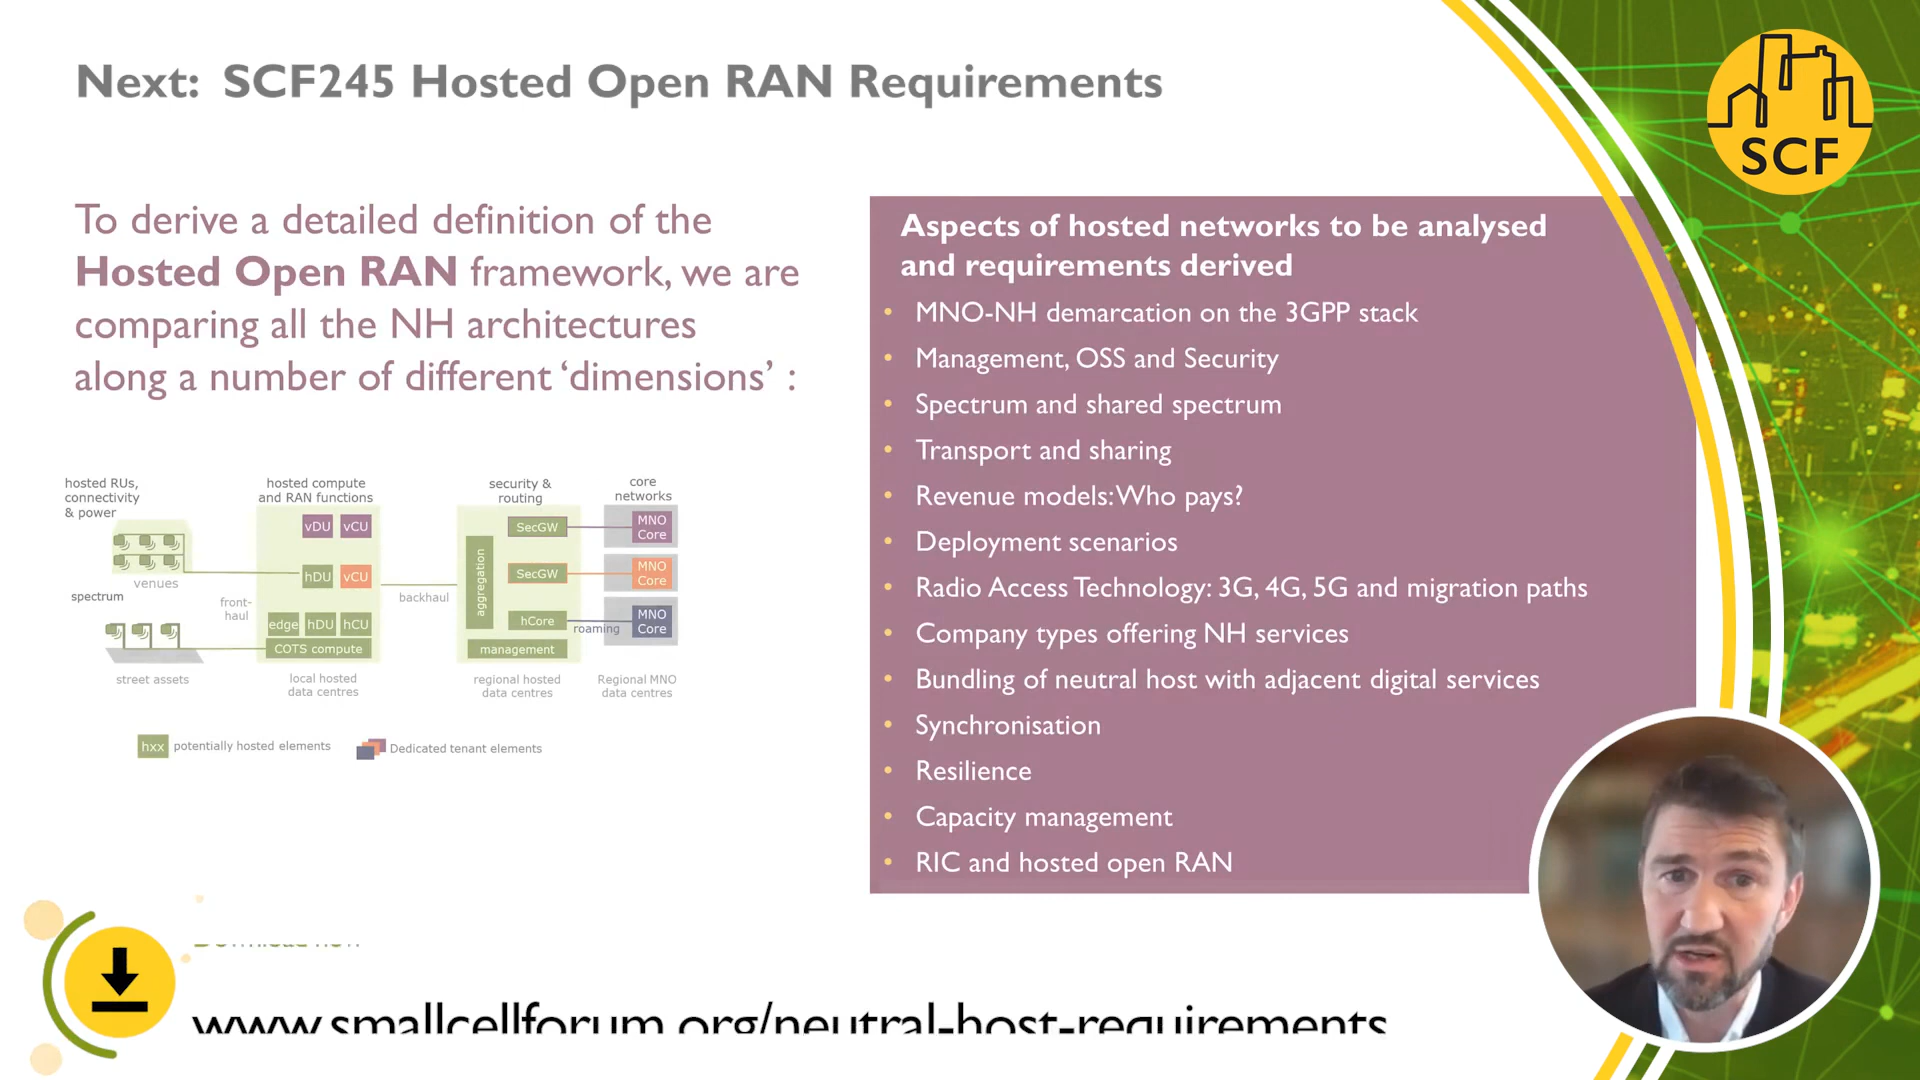 Next: SCF245 Hosted Open RAN Requirements
SCF
To derive a detailed definition of the
Hosted Open RAN framework, we are
comparing all the NH architectures
along a number of different ‘dimensions’ :
hosted RUs,
connectivity
& power
venues
spectrum
street assets
front-
haul
hosted compute
and RAN functions
vDU vCU
hDU vCU
edge hDU hCU
COTS compute
local hosted
data centres
backhaul
security &
routing
aggregation
SecGW
SecGW
hCore
management
regional hosted
data centres
roaming
core
networks
MNO
Core
MNO
Core
MNO
Core
Regional MNO
data centres
hxx potentially hosted elements
Dedicated tenant elements
Aspects of hosted networks to be analysed
and requirements derived
• MNO-NH demarcation on the 3GPP stack
• Management, OSS and Security
• Spectrum and shared spectrum
• Transport and sharing
• Revenue models: Who pays?
• Deployment scenarios
• Radio Access Technology: 3G, 4G, 5G and migration paths
• Company types offering NH services
• Bundling of neutral host with adjacent digital services
• Synchronisation
• Resilience
• Capacity management
• RIC and hosted open RAN
www.smallcellforum.org/neutral-host-requirements